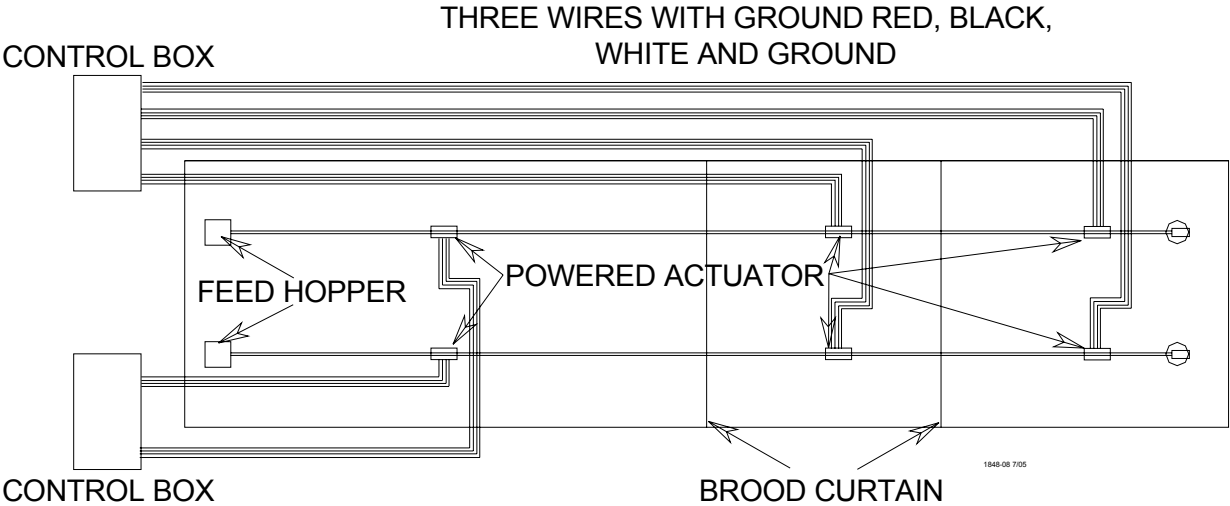 THREE WIRES WITH GROUND RED, BLACK,
WHITE AND GROUND
CONTROL BOX
POWERED ACTUATOR
FEED HOPPER
1848-08 7/05
CONTROL BOX
BROOD CURTAIN